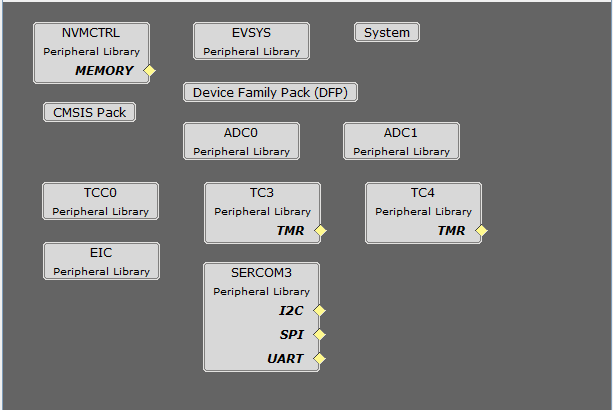 NVMCTRL
Peripheral Library
MEMORY
EVSYS
Peripheral Library
System
Device Family Pack (DFP)
CMSIS Pack
ADC0
Peripheral Library
ADC1
Peripheral Library
TCC0
Peripheral Library
TC3
Peripheral Library
TMR
TC4
Peripheral Library
TMR
EIC
Peripheral Library
SERCOM3
Peripheral Library
I2C
SPI
UART